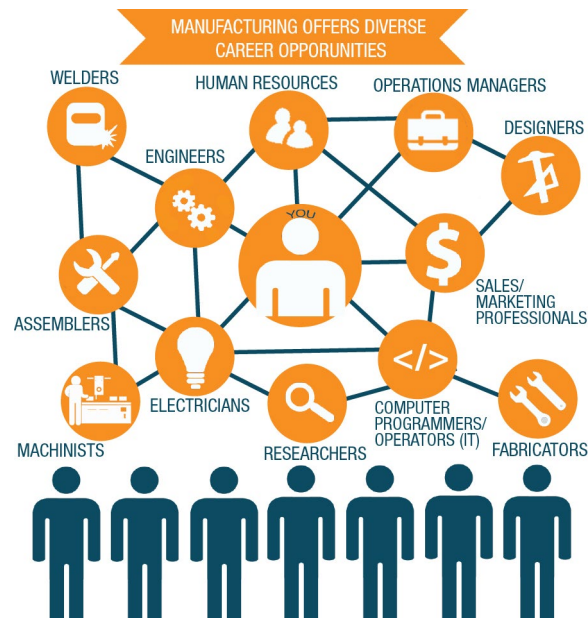 MANUFACTURING OFFERS DIVERSE
CAREER OPPORUNITIES
WELDERS
HUMAN RESOURCES
OPERATIONS MANAGERS
DESIGNERS
ENGINEERS
YOU
ASSEMBLERS
SALES/
MARKETING
PROFESSIONALS
</>
ELECTRICIANS
COMPUTER
PROGRAMMERS/
OPERATORS (IT)
MACHINISTS
RESEARCHERS
FABRICATORS
$